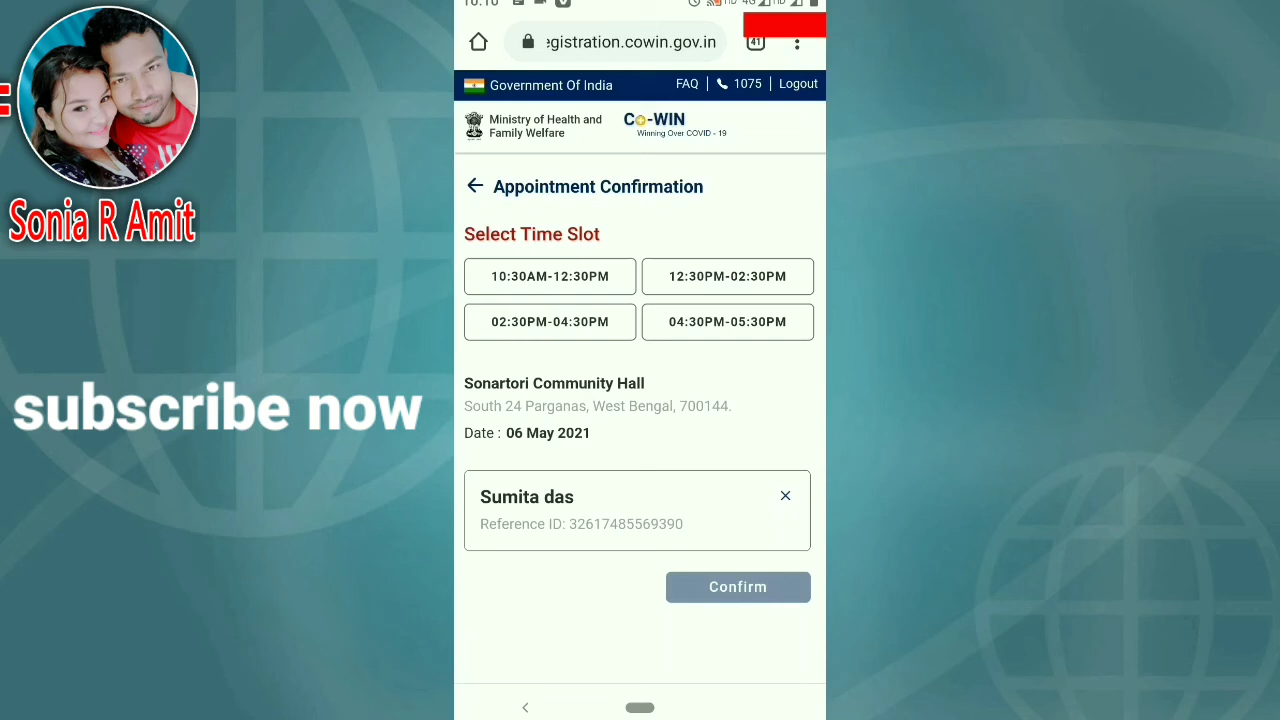 Sonia R Amit
subscribe now
egistration.cowin.gov.in
41
Government Of India
FAQ
1075
Logout
Ministry of Health and
Family Welfare
Co-WIN
Winning Over COVID - 19
Appointment Confirmation
Select Time Slot
10:30AM-12:30PM
12:30PM-02:30PM
02:30PM-04:30PM
04:30PM-05:30PM
Sonartori Community Hall
South 24 Parganas, West Bengal, 700144.
Date : 06 May 2021
Sumita das
Reference ID: 32617485569390
Confirm